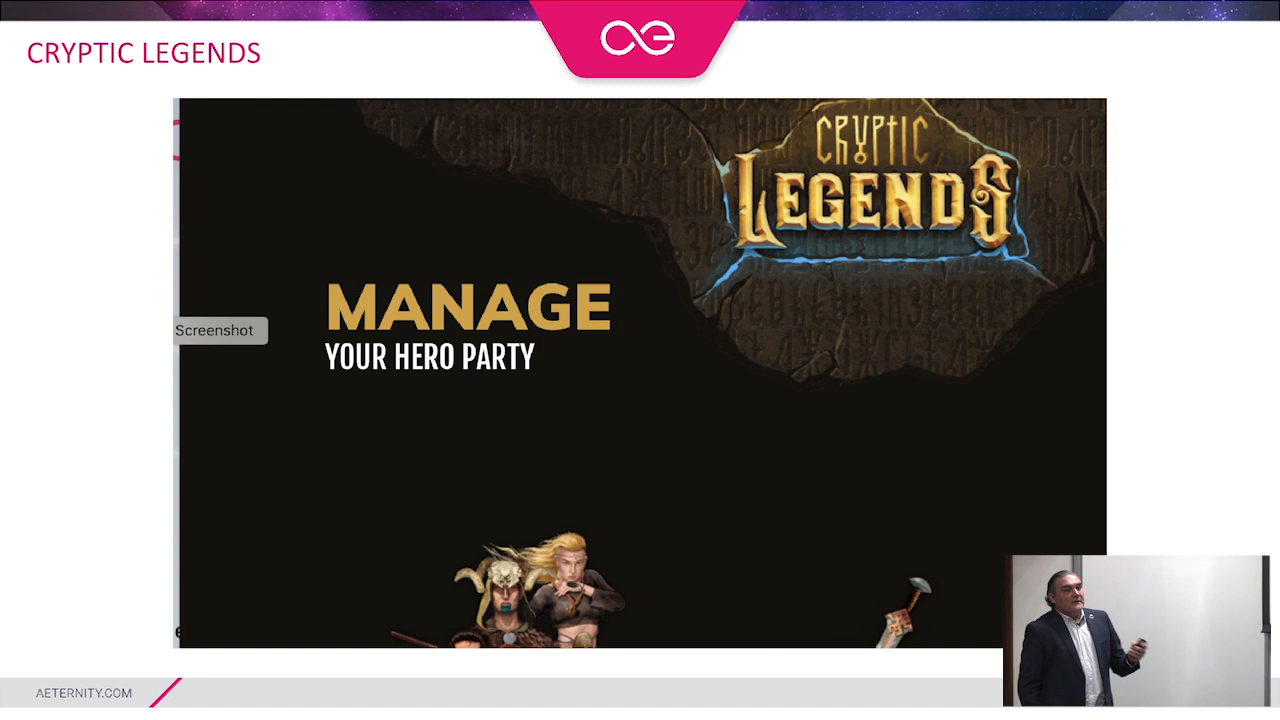 CRYPTIC LEGENDS
CRYPTIC
LEGENDS
MANAGE
YOUR HERO PARTY
Screenshot
AETERNITY.COM